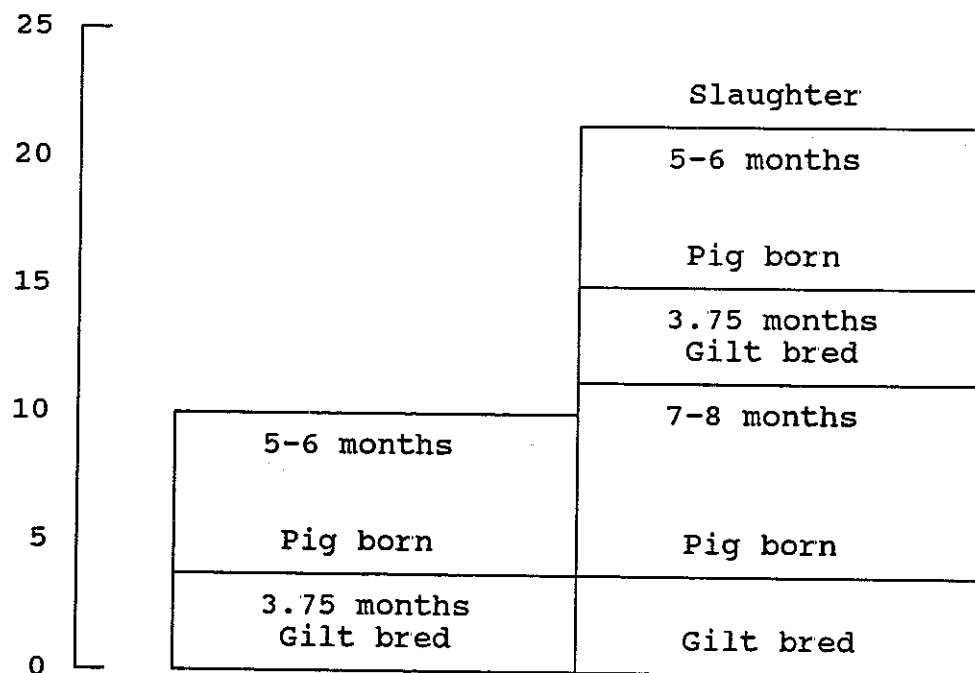 25
Slaughter
20
5-6 months
Pig born
15
3.75 months
Gilt bred
10
7-8 months
5-6 months
5
Pig born
Pig born
3.75 months
Gilt bred
Gilt bred
0